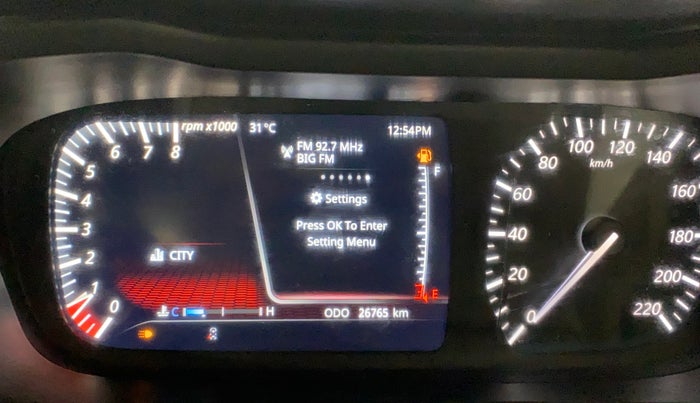 rpm x1000 31°C 12:54PM
FM 92.7 MHz
BIG FM
F
Settings
Press OK To Enter
Setting Menu
CITY
E
C H ODO 26765 km
0 1 2 3 4 5 6 7 8
km/h
0 20 40 60 80 100 120 140 160 180 200 220